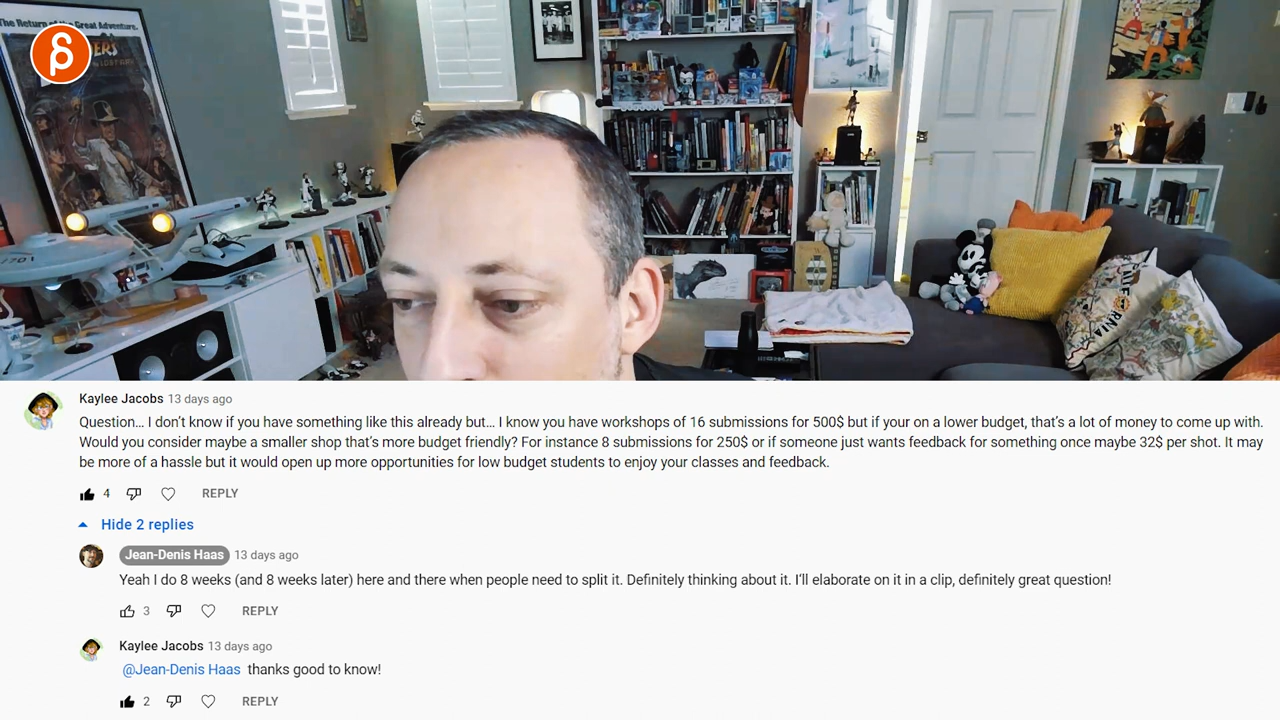 The Return of the Great Adventure.
Kaylee Jacobs 13 days ago
Question... I don't know if you have something like this already but... I know you have workshops of 16 submissions for 500$ but if your on a lower budget, that's a lot of money to come up with.
Would you consider maybe a smaller shop that's more budget friendly? For instance 8 submissions for 250$ or if someone just wants feedback for something once maybe 32$ per shot. It may
be more of a hassle but it would open up more opportunities for low budget students to enjoy your classes and feedback.
4 REPLY
Hide 2 replies
Jean-Denis Haas 13 days ago
Yeah I do 8 weeks (and 8 weeks later) here and there when people need to split it. Definitely thinking about it. I'll elaborate on it in a clip, definitely great question!
3 REPLY
Kaylee Jacobs 13 days ago
@Jean-Denis Haas thanks good to know!
2 REPLY